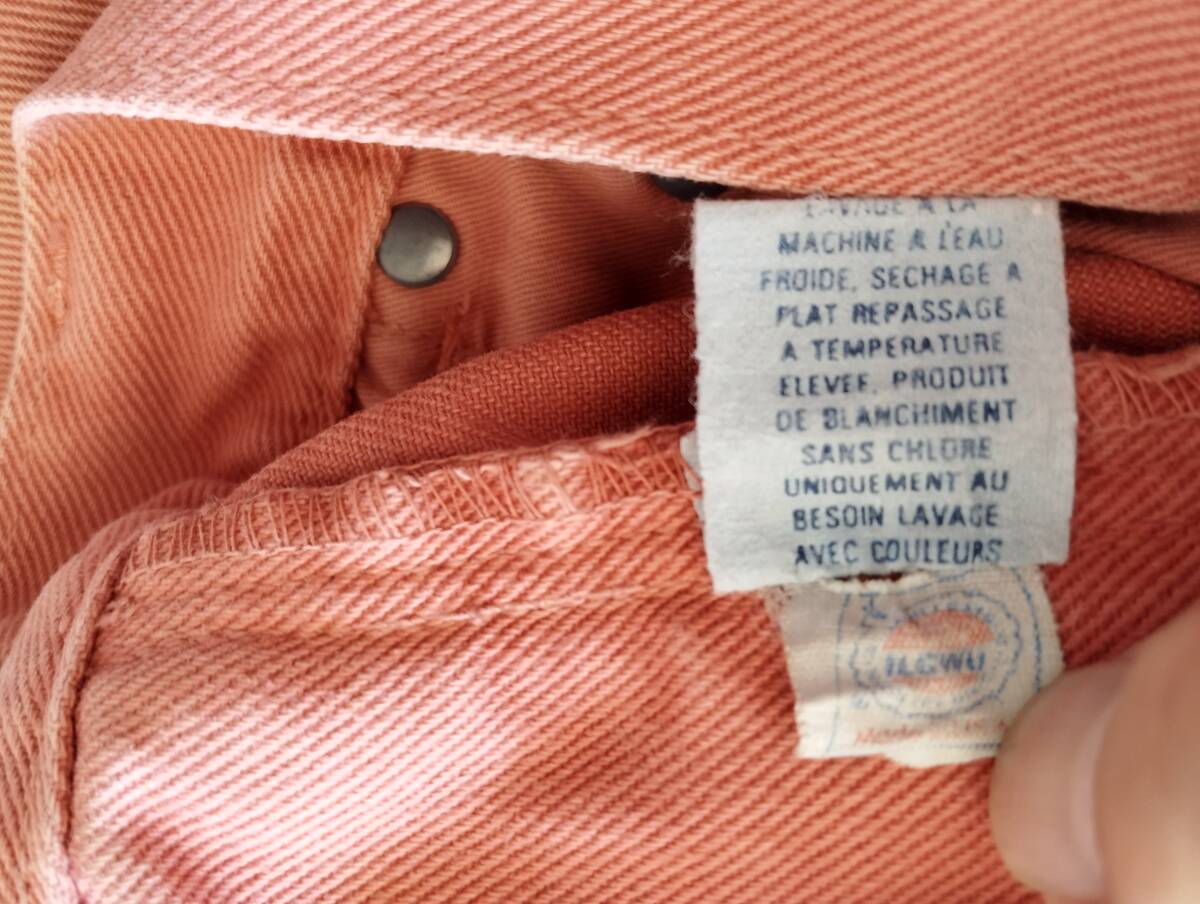 LAVAGE A LA
MACHINE A L'EAU
FROIDE, SECHAGE A
PLAT REPASSAGE
A TEMPERATURE
ELEVEE. PRODUIT
DE BLANCHIMENT
SANS CHLORE
UNIQUEMENT AU
BESOIN LAVAGE
AVEC COULEURS
ILGWU
Made